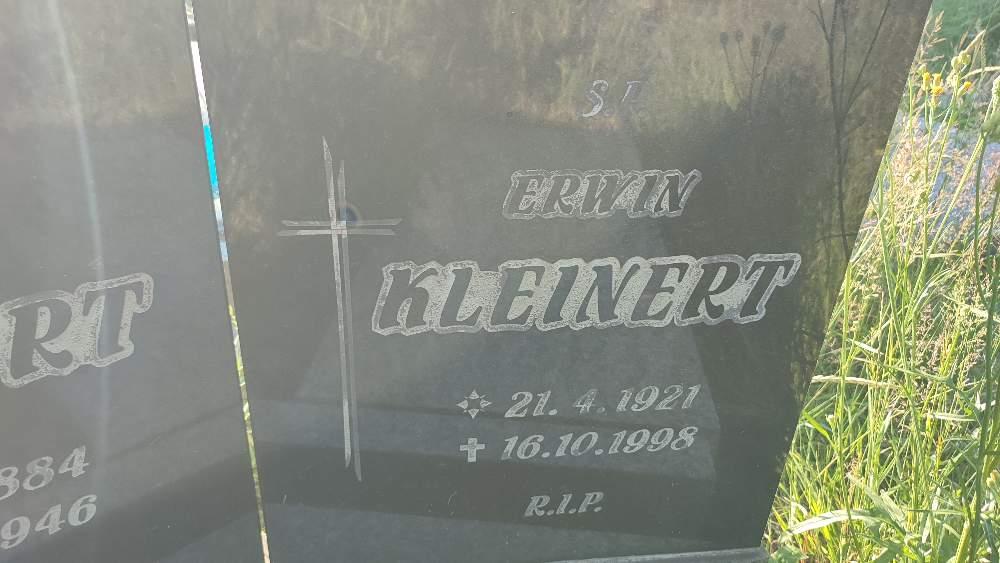 Ś.P.
ERWIN
KLEINERT
21. 4. 1921
16.10.1998
R.I.P.
RT
884
946